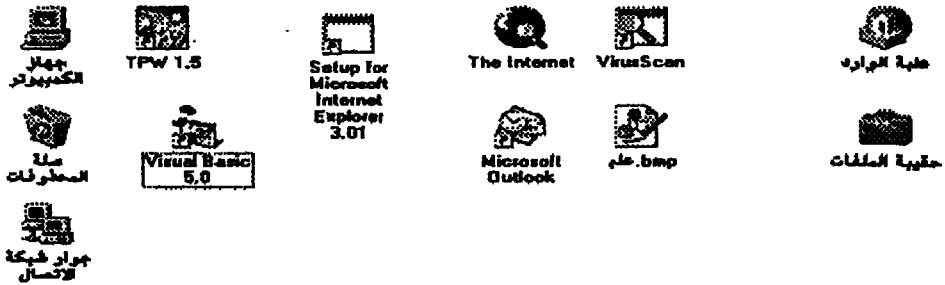 جهاز
الكمبيوتر
TPW 1.5
Setup for
Microsoft
Internet
Explorer
3.01
The Internet
VirusScan
علبة الوارد
سلة
المحذوفات
Visual Basic
5.0
Microsoft
Outlook
علم.bmp
حقيبة الملفات
جوار شبكة
الاتصال